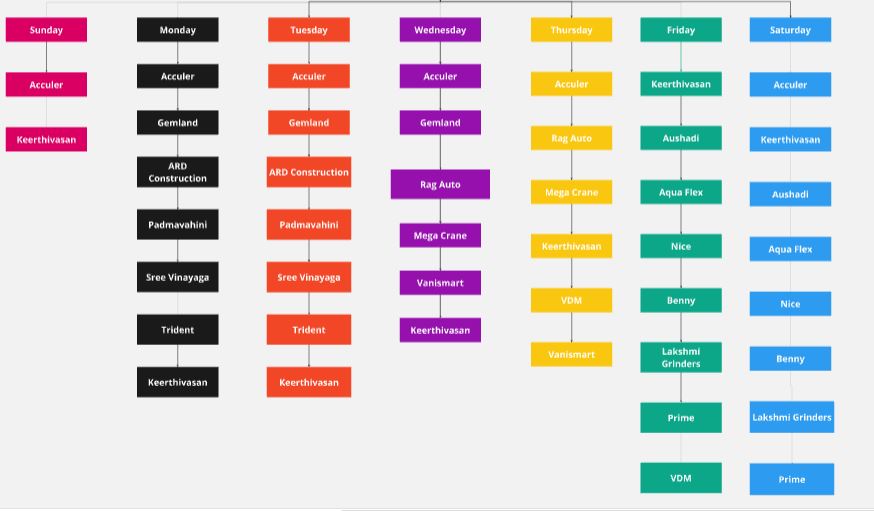 Sunday
Acculer
Keerthivasan
Monday
Acculer
Gemland
ARD
Construction
Padmavahini
Sree Vinayaga
Trident
Keerthivasan
Tuesday
Acculer
Gemland
ARD Construction
Padmavahini
Sree Vinayaga
Trident
Keerthivasan
Wednesday
Acculer
Gemland
Rag Auto
Mega Crane
Vanismart
Keerthivasan
Thursday
Acculer
Rag Auto
Mega Crane
Keerthivasan
VDM
Vanismart
Friday
Keerthivasan
Aushadi
Aqua Flex
Nice
Benny
Lakshmi
Grinders
Prime
VDM
Saturday
Acculer
Keerthivasan
Aushadi
Aqua Flex
Nice
Benny
Lakshmi Grinders
Prime